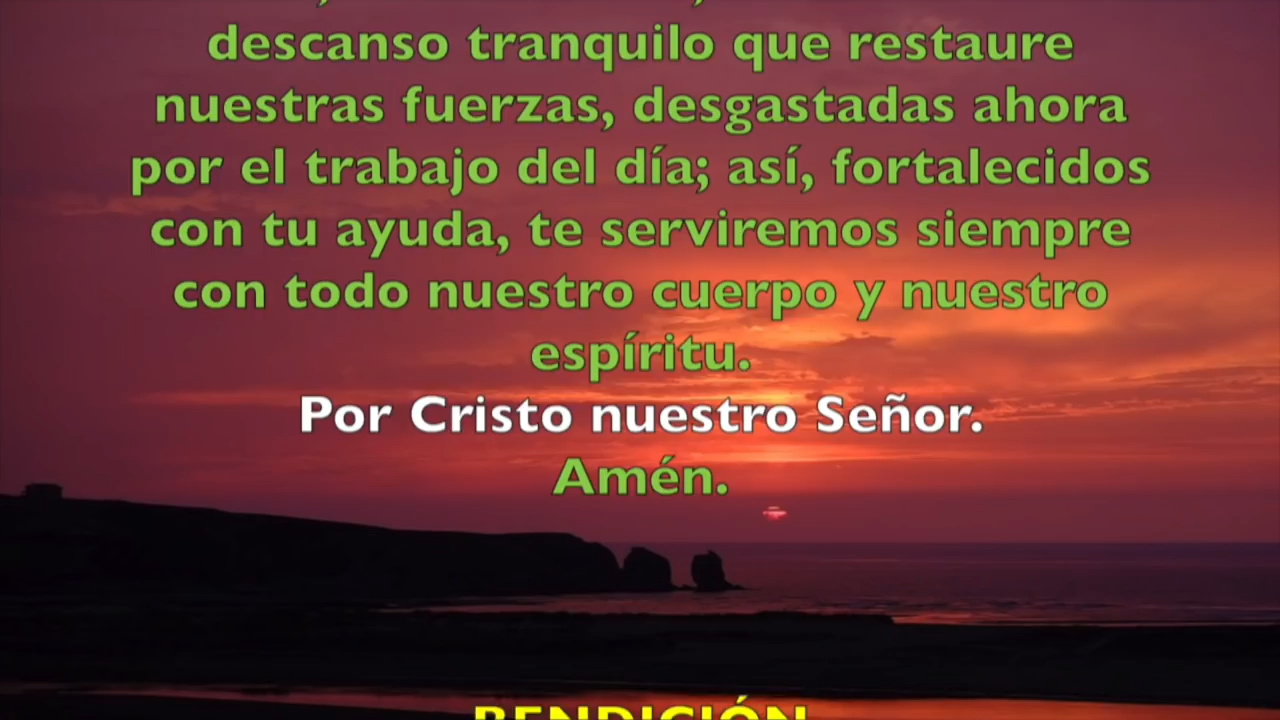 descanso tranquilo que restaure
nuestras fuerzas, desgastadas ahora
por el trabajo del día; así, fortalecidos
con tu ayuda, te serviremos siempre
con todo nuestro cuerpo y nuestro
espíritu.
Por Cristo nuestro Señor.
Amén.
BENDICIÓN